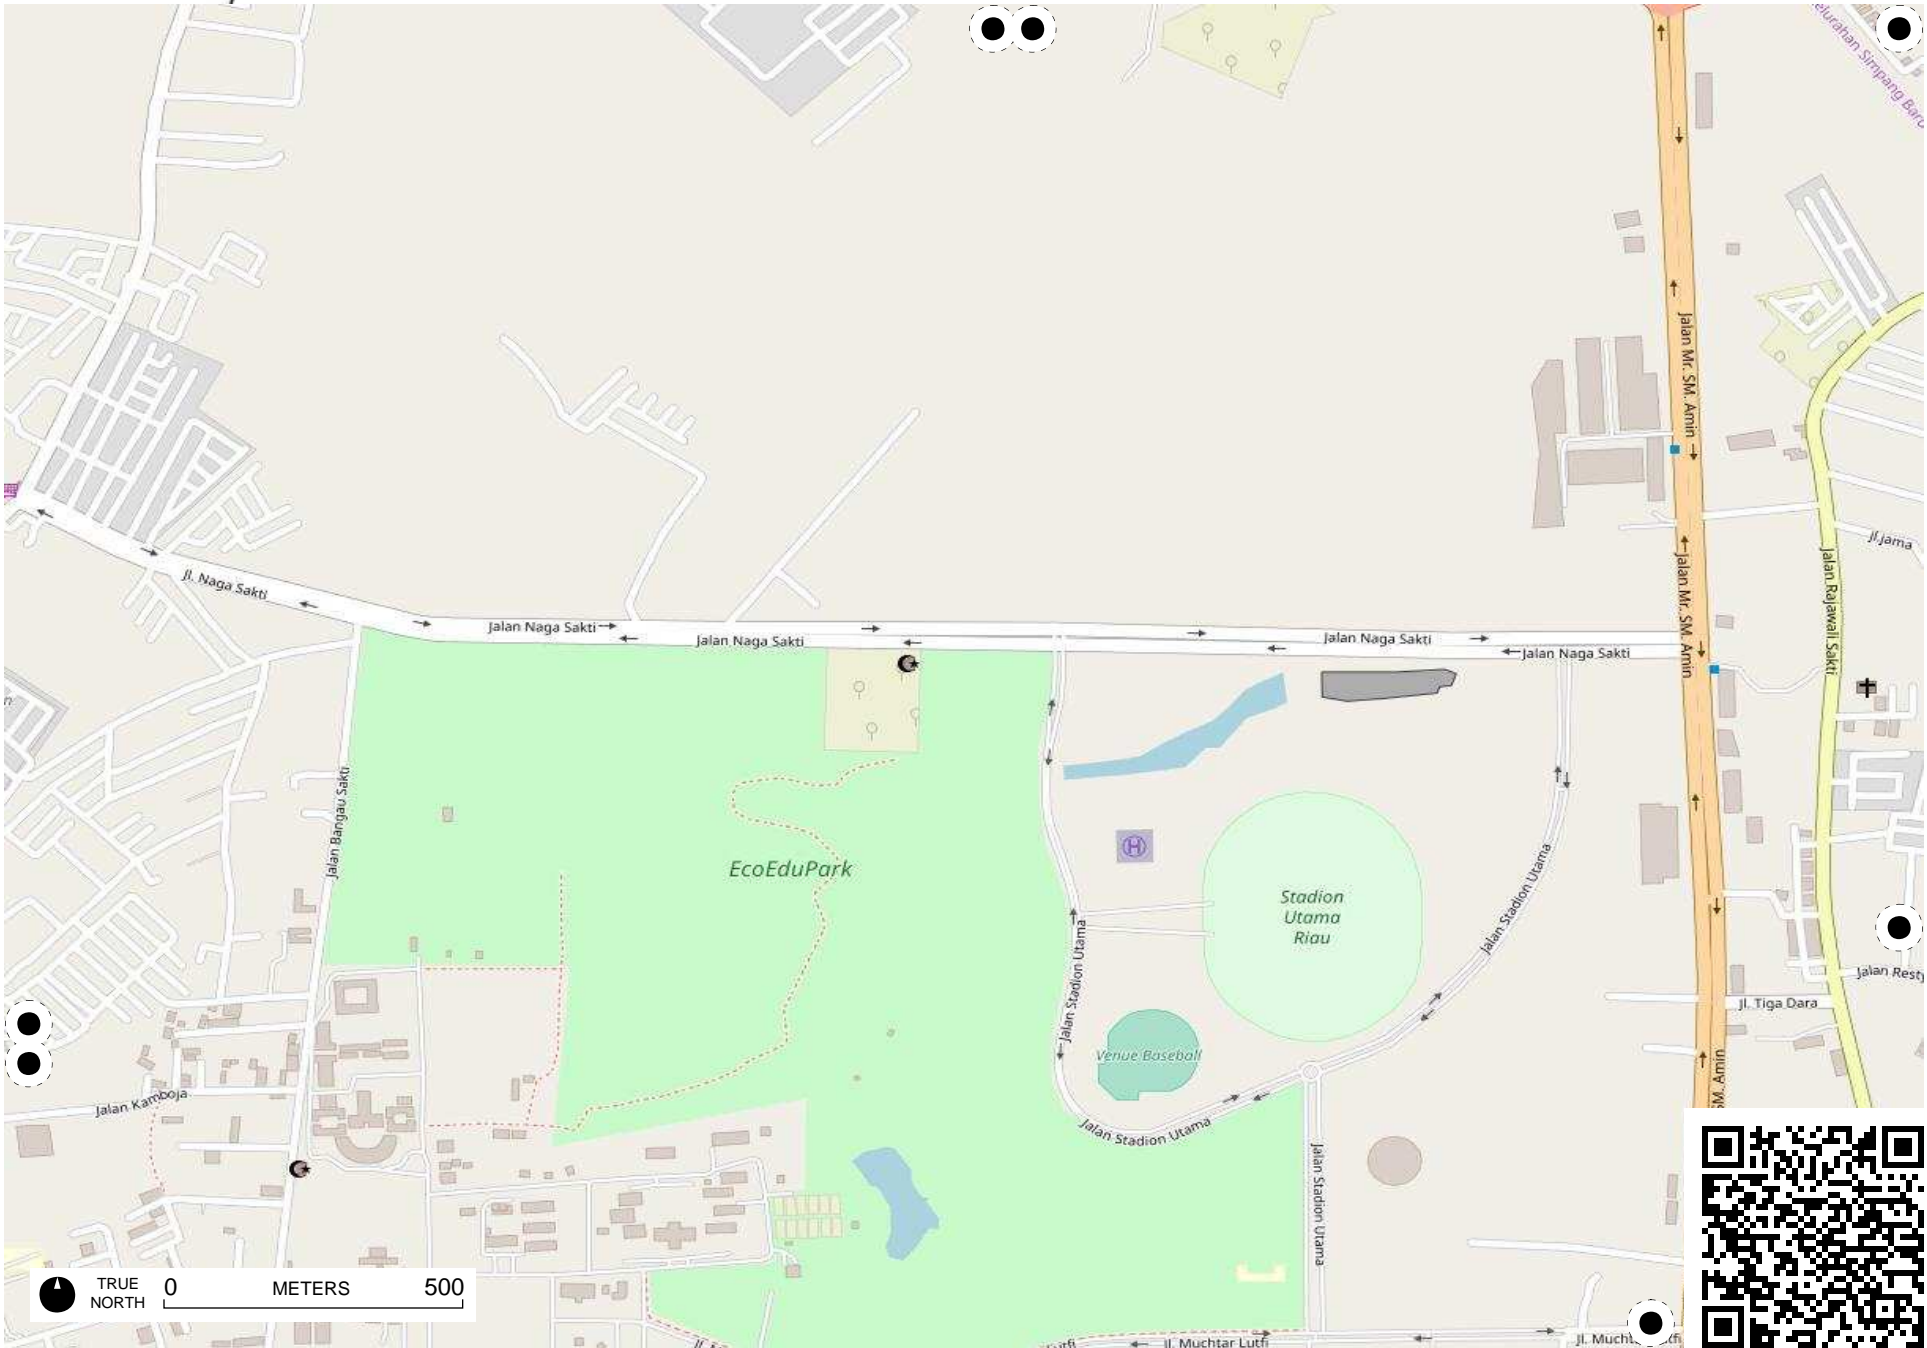 elurahan Simpang Baru
Jalan Mr. SM. Amin
Jl.jama
Jl. Naga Sakti
Jalan Naga Sakti
Jalan Naga Sakti
Jalan Naga Sakti
Jalan Naga Sakti
Jalan Mr. SM. Amin
Jalan Rajawali Sakti
n
Jalan Bangau Sakti
H
EcoEduPark
Stadion
Utama
Riau
Jalan Stadion Utama
Jalan Stadion Utama
Jalan Resty
Jl. Tiga Dara
Venue Baseball
SM. Amin
Jalan Kamboja
Jalan Stadion Utama
Jalan Stadion Utama
TRUE
NORTH
0 METERS 500
Jl. Muchtar Lutfi